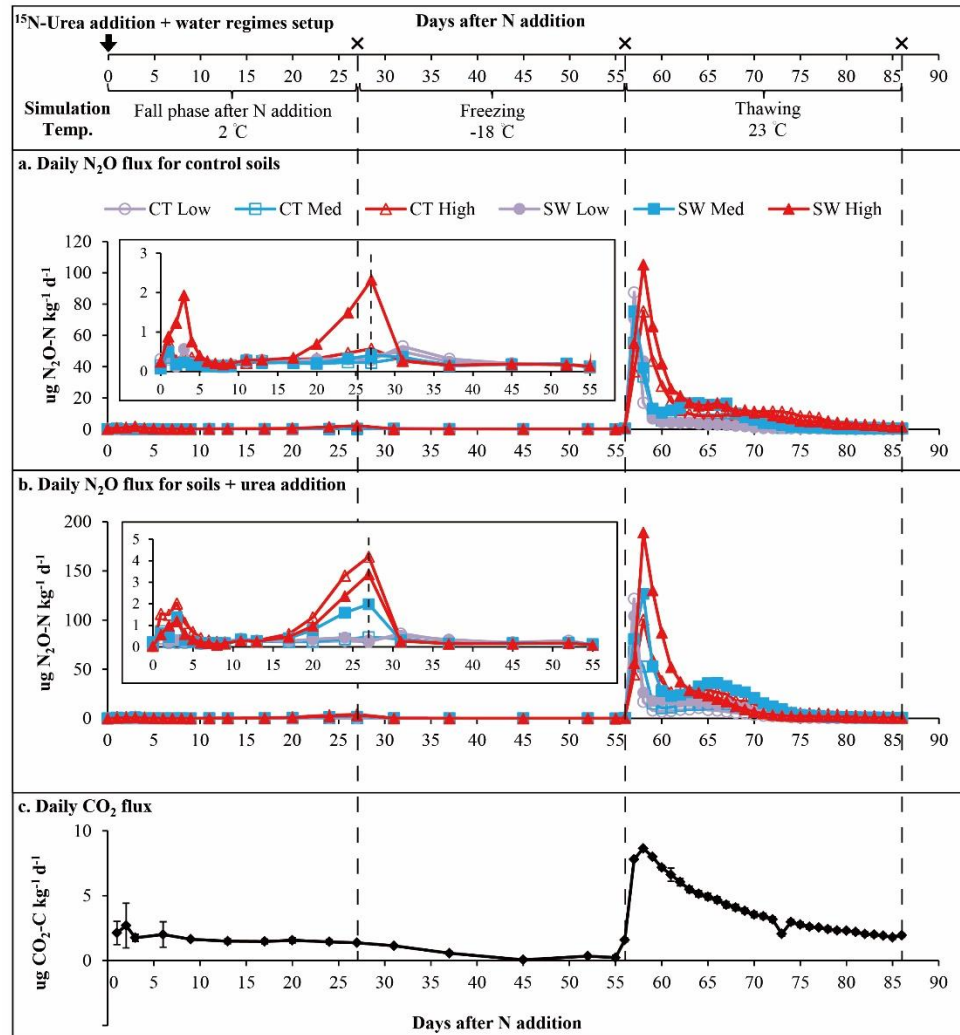 ¹⁵N-Urea addition + water regimes setup
Days after N addition
0 5 10 15 20 25 30 35 40 45 50 55 60 65 70 75 80 85 90
Simulation Temp.
Fall phase after N addition
2 °C
Freezing
-18 °C
Thawing
23 °C
a. Daily N₂O flux for control soils
CT Low CT Med CT High SW Low SW Med SW High
ug N₂O-N kg⁻¹ d⁻¹
120
100
80
60
40
20
0
3
2
1
0
0 5 10 15 20 25 30 35 40 45 50 55
0 5 10 15 20 25 30 35 40 45 50 55 60 65 70 75 80 85 90
b. Daily N₂O flux for soils + urea addition
ug N₂O-N kg⁻¹ d⁻¹
200
150
100
50
0
5
4
3
2
1
0
0 5 10 15 20 25 30 35 40 45 50 55
0 5 10 15 20 25 30 35 40 45 50 55 60 65 70 75 80 85 90
c. Daily CO₂ flux
ug CO₂-C kg⁻¹ d⁻¹
10
5
0
0 5 10 15 20 25 30 35 40 45 50 55 60 65 70 75 80 85 90
Days after N addition